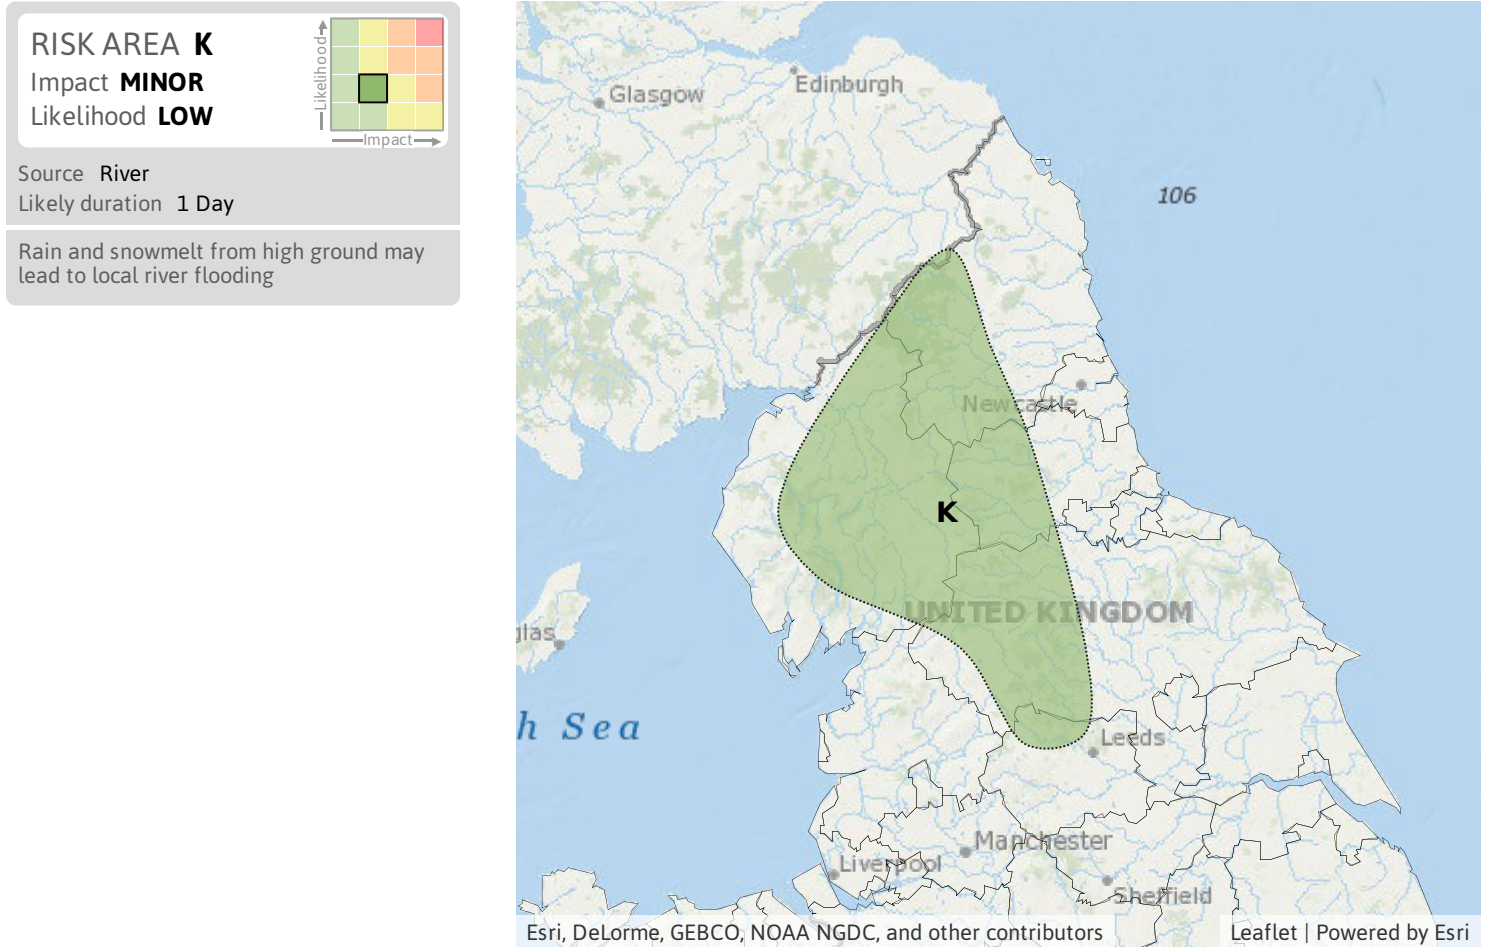 RISK AREA K
Impact MINOR
Likelihood LOW
Likelihood
Impact
Source River
Likely duration 1 Day
Rain and snowmelt from high ground may
lead to local river flooding
Edinburgh
Glasgow
106
Newcastle
K
UNITED KINGDOM
glas
h Sea
Leeds
Manchester
Liverpool
Sheffield
Esri, DeLorme, GEBCO, NOAA NGDC, and other contributors
Leaflet | Powered by Esri